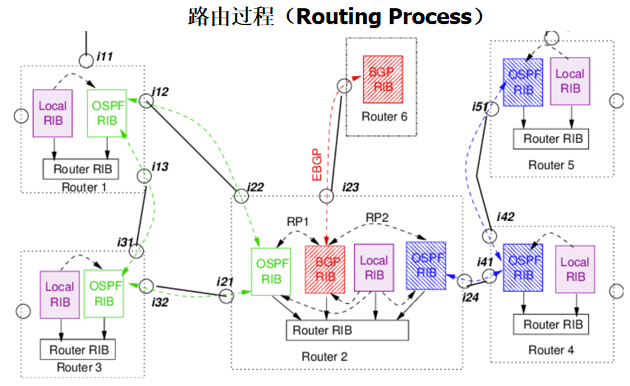 路由过程（Routing Process）
i11
Local
RIB
OSPF
RIB
Router RIB
Router 1
i12
i13
i22
BGP
RIB
Router 6
EBGP
i23
OSPF
RIB
Local
RIB
Router RIB
Router 5
i51
i42
i31
Local
RIB
OSPF
RIB
Router RIB
Router 3
i32
i21
RP1
RP2
OSPF
RIB
BGP
RIB
Local
RIB
OSPF
RIB
Router RIB
Router 2
i24
i41
OSPF
RIB
Local
RIB
Router RIB
Router 4